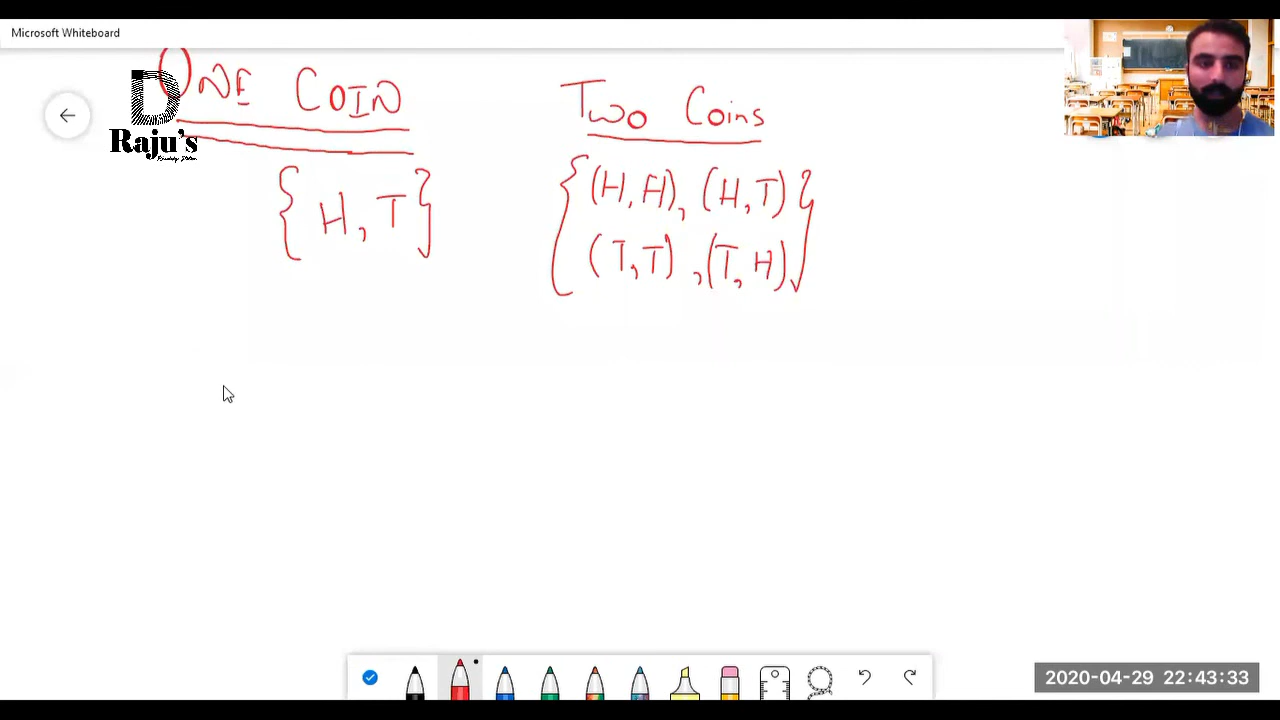 Microsoft Whiteboard
ONE COIN
Two Coins
D
Raju's
{ H, T }
{ (H, H), (H, T) }
(T, T) , (T, H)
2020-04-29 22:43:33